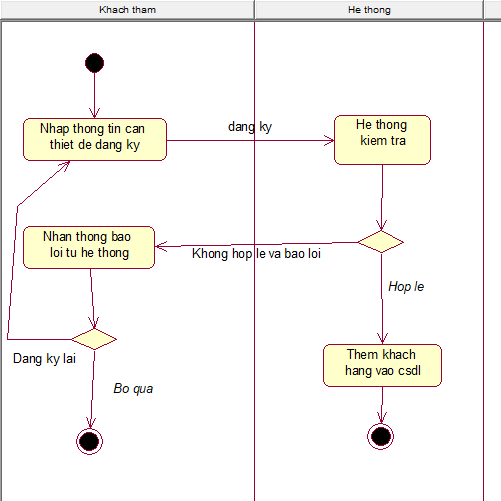 Khach tham
He thong
Nhap thong tin can
thiet de dang ky
dang ky
He thong
kiem tra
Nhan thong bao
loi tu he thong
Khong hop le va bao loi
Hop le
Dang ky lai
Them khach
hang vao csdl
Bo qua